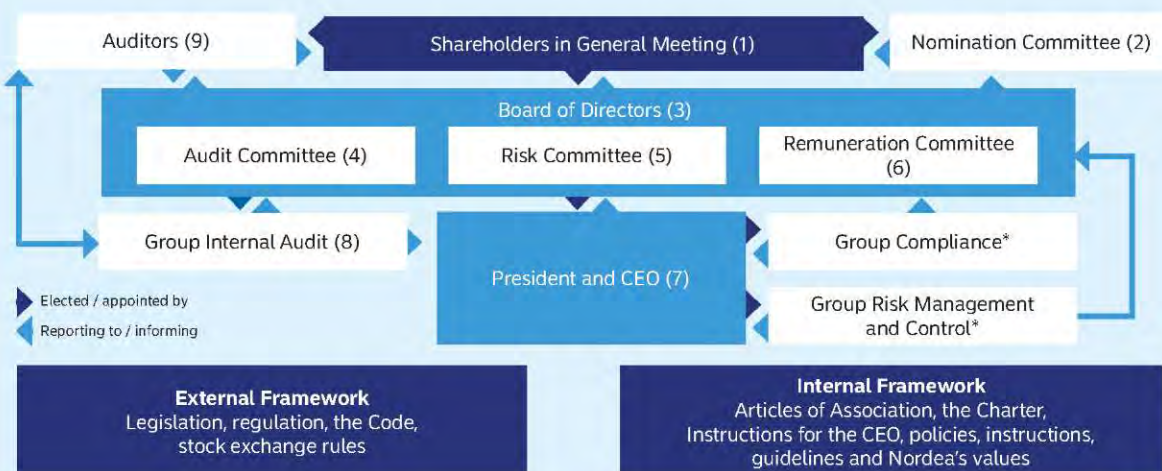 Auditors (9)
Shareholders in General Meeting (1)
Nomination Committee (2)
Board of Directors (3)
Audit Committee (4)
Risk Committee (5)
Remuneration Committee
(6)
Group Internal Audit (8)
President and CEO (7)
Group Compliance*
Group Risk Management
and Control*
Elected / appointed by
Reporting to / informing
External Framework
Legislation, regulation, the Code,
stock exchange rules
Internal Framework
Articles of Association, the Charter,
Instructions for the CEO, policies, instructions,
guidelines and Nordea's values